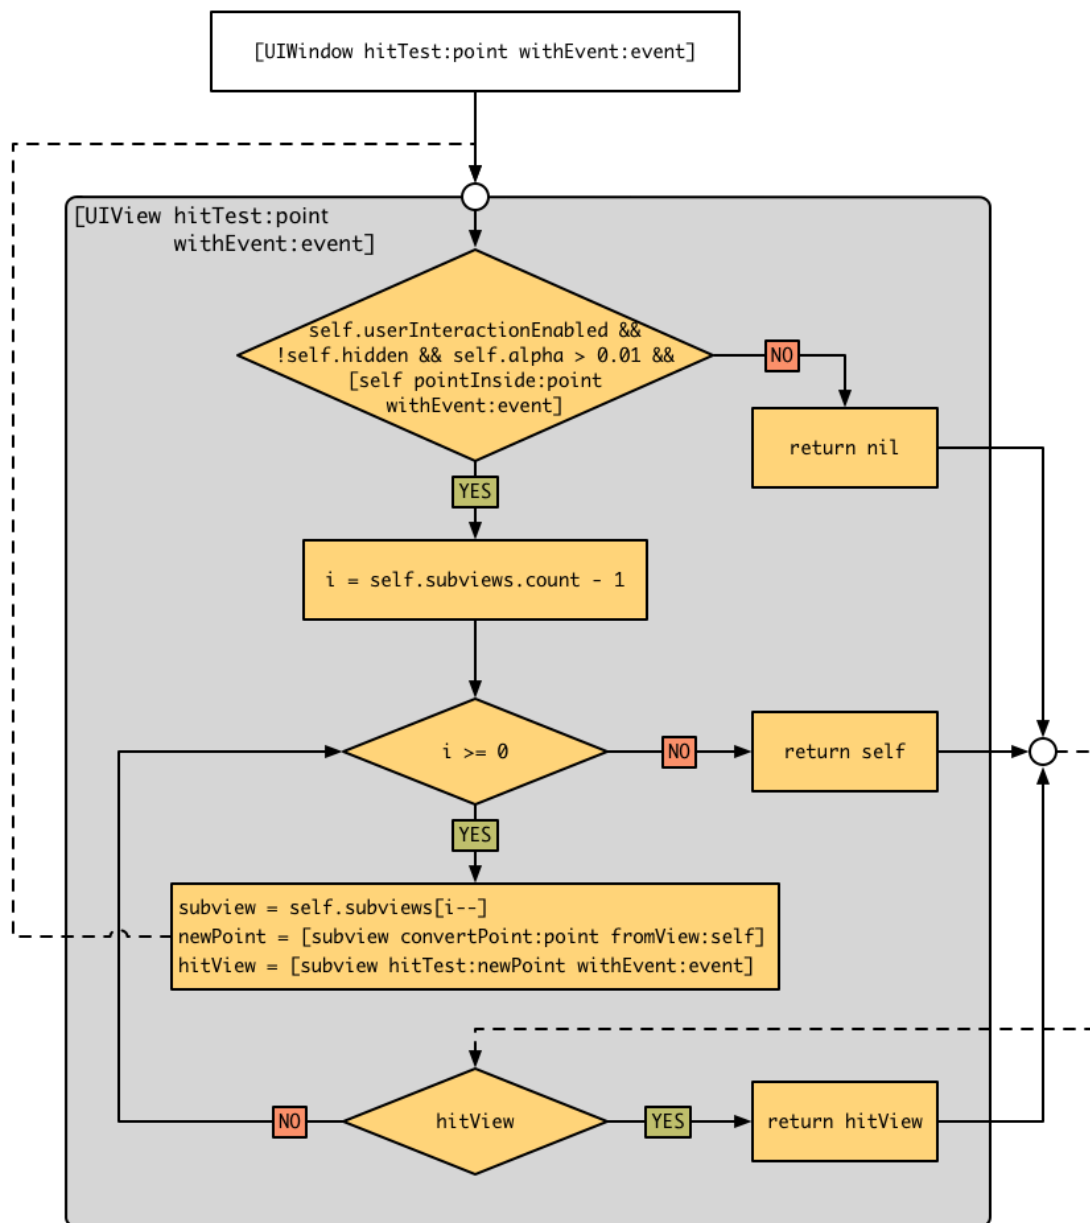 [UIWindow hitTest:point withEvent:event]
[UIView hitTest:point
withEvent:event]
self.userInteractionEnabled &&
!self.hidden && self.alpha > 0.01 &&
[self pointInside:point
withEvent:event]
NO
return nil
YES
i = self.subviews.count - 1
i >= 0
NO
return self
YES
subview = self.subviews[i--]
newPoint = [subview convertPoint:point fromView:self]
hitView = [subview hitTest:newPoint withEvent:event]
NO
hitView
YES
return hitView